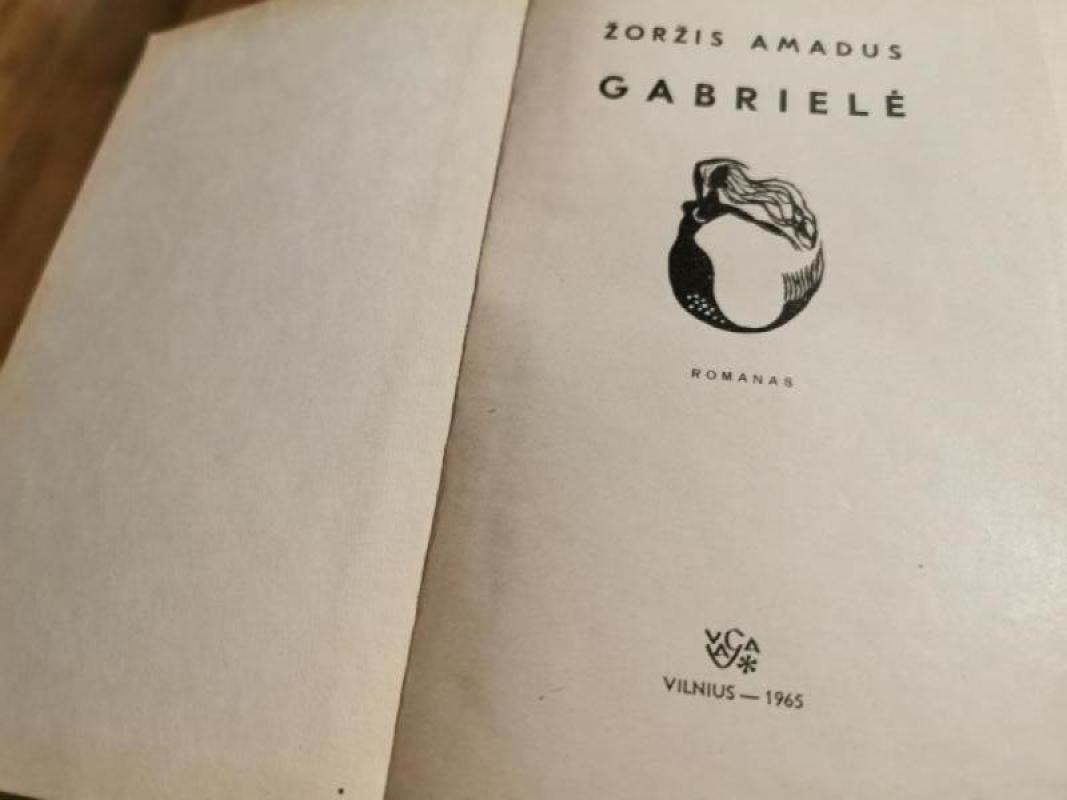 ŽORŽIS AMADUS
GABRIELĖ
ROMANAS
VILNIUS — 1965